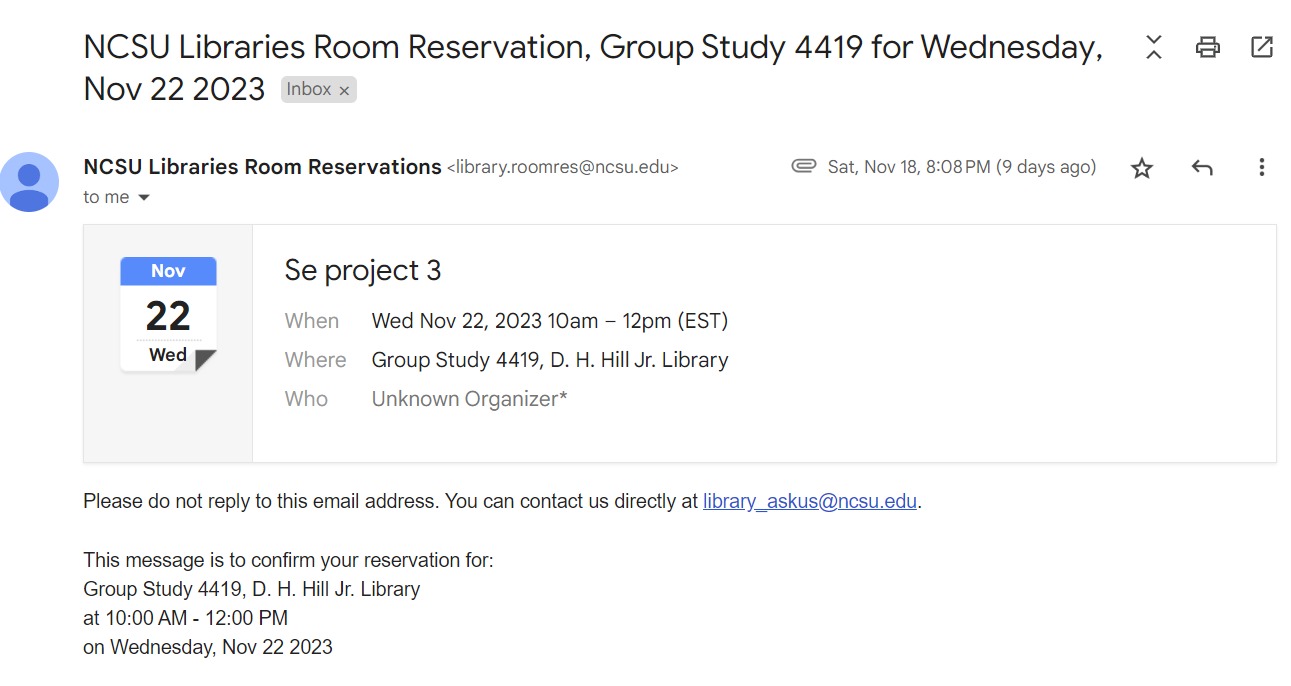 NCSU Libraries Room Reservation, Group Study 4419 for Wednesday,
Nov 22 2023 Inbox ×
NCSU Libraries Room Reservations <library.roomres@ncsu.edu> Sat, Nov 18, 8:08 PM (9 days ago)
to me
Nov
22
Wed
Se project 3
When Wed Nov 22, 2023 10am – 12pm (EST)
Where Group Study 4419, D. H. Hill Jr. Library
Who Unknown Organizer*
Please do not reply to this email address. You can contact us directly at library_askus@ncsu.edu.
This message is to confirm your reservation for:
Group Study 4419, D. H. Hill Jr. Library
at 10:00 AM - 12:00 PM
on Wednesday, Nov 22 2023